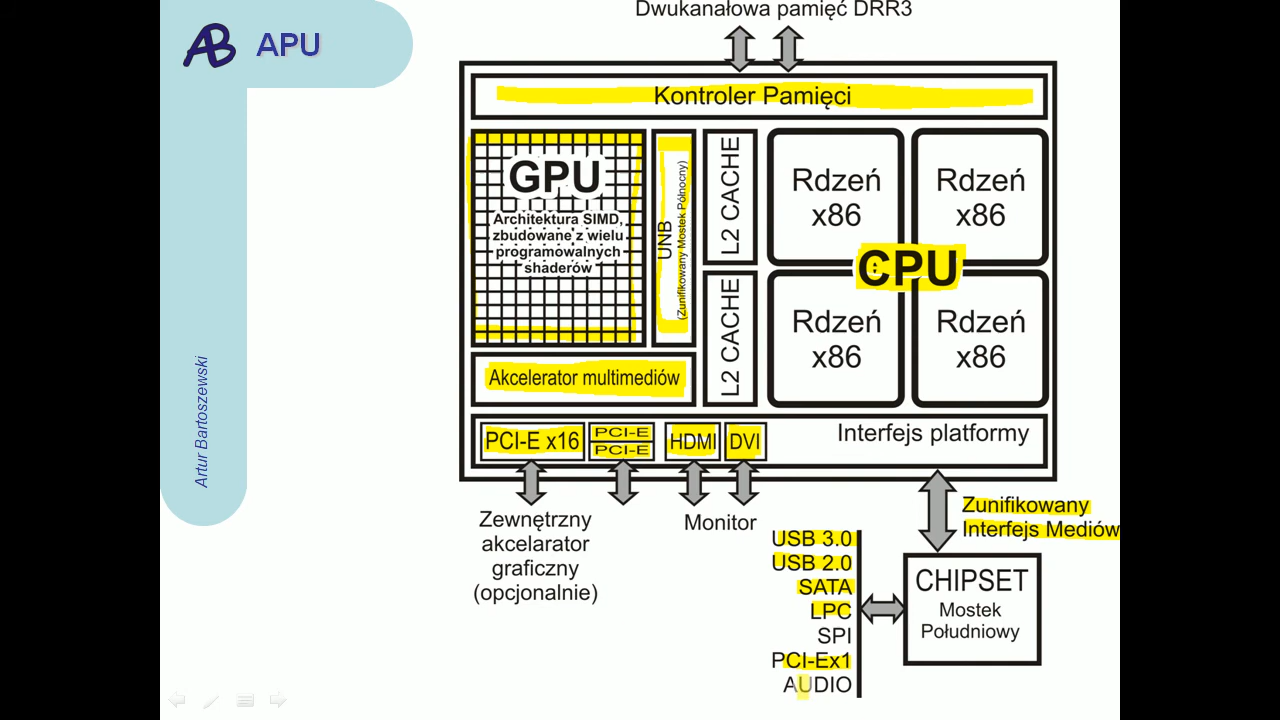 AB
APU
Artur Bartoszewski
Dwukanałowa pamięć DRR3
Kontroler Pamięci
GPU
Architektura SIMD,
zbudowane z wielu
programowalnych
shaderów
UNB
(Zunifikowany Mostek Północny)
L2 CACHE
L2 CACHE
Rdzeń
x86
Rdzeń
x86
CPU
Rdzeń
x86
Rdzeń
x86
Akcelerator multimediów
PCI-E x16
PCI-E
PCI-E
HDMI
DVI
Interfejs platformy
Zewnętrzny
akcelarator
graficzny
(opcjonalnie)
Monitor
Zunifikowany
Interfejs Mediów
USB 3.0
USB 2.0
SATA
LPC
SPI
PCI-Ex1
AUDIO
CHIPSET
Mostek
Południowy